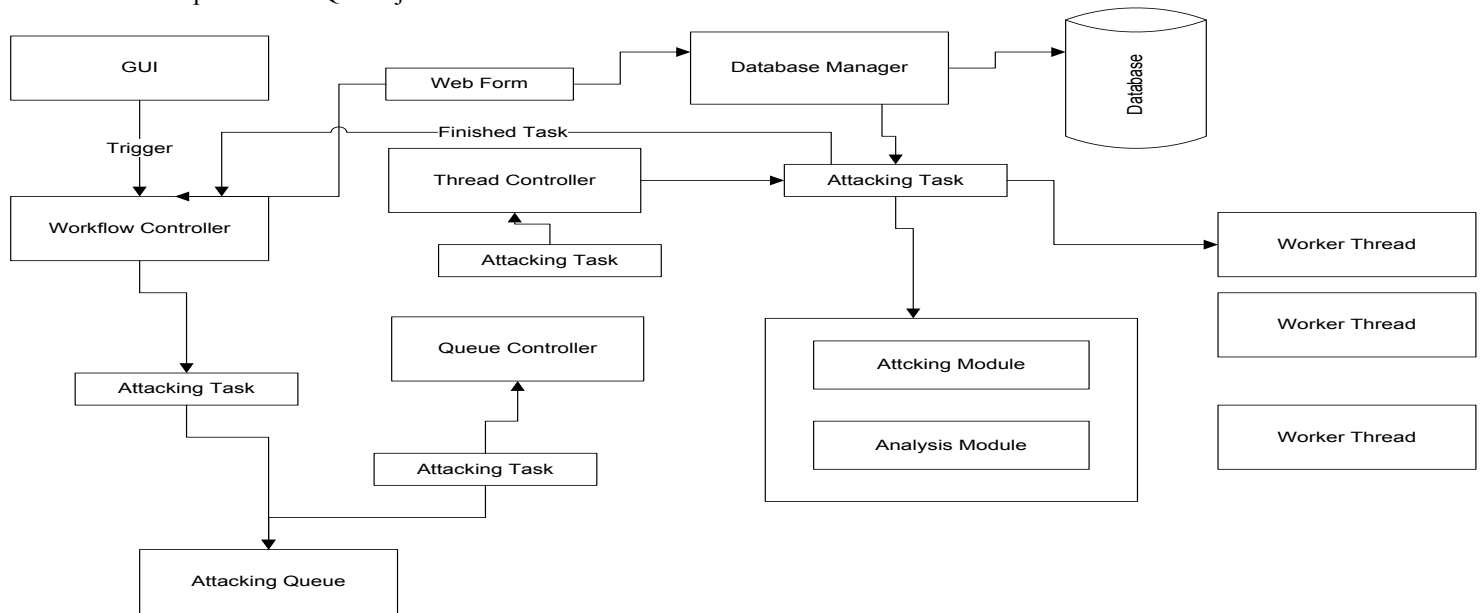 GUI
Web Form
Database Manager
Database
Finished Task
Trigger
Thread Controller
Attacking Task
Workflow Controller
Attacking Task
Worker Thread
Worker Thread
Queue Controller
Attcking Module
Attacking Task
Attacking Task
Analysis Module
Worker Thread
Attacking Queue